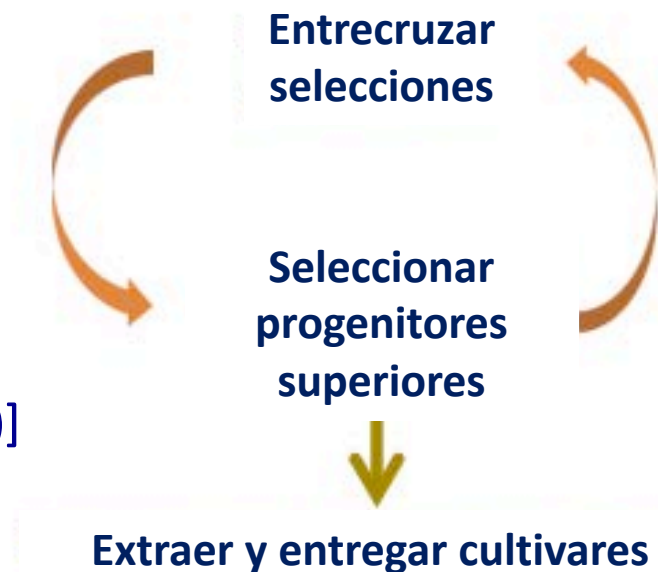 Entrecruzar
selecciones
Seleccionar
progenitores
superiores
)]
Extraer y entregar cultivares